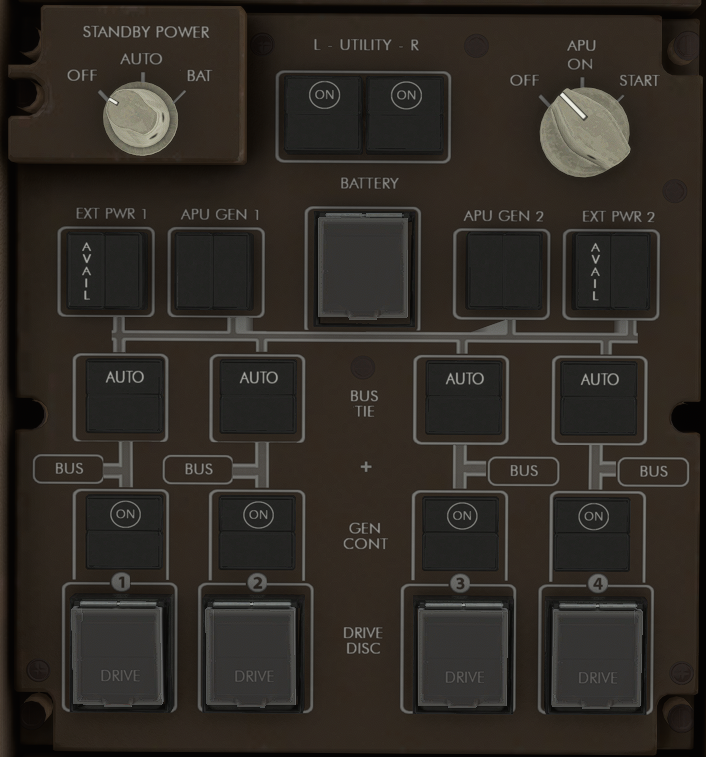 STANDBY POWER
AUTO
OFF BAT
L - UTILITY - R
ON ON
APU
ON
OFF START
BATTERY
EXT PWR 1 APU GEN 1 APU GEN 2 EXT PWR 2
AVAIL AVAIL
AUTO AUTO AUTO AUTO
BUS
TIE
BUS BUS + BUS BUS
ON ON ON ON
GEN
CONT
1 2 3 4
DRIVE
DISC
DRIVE DRIVE DRIVE DRIVE